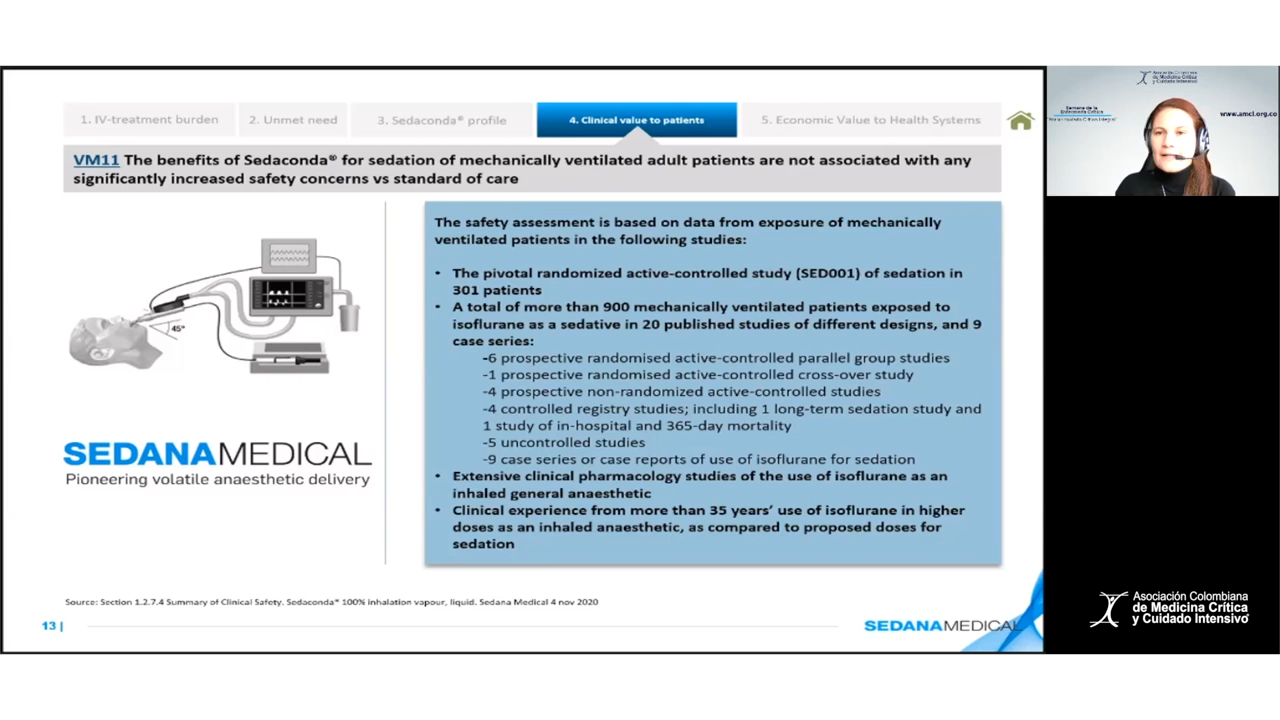 1. IV-treatment burden
2. Unmet need
3. Sedaconda® profile
4. Clinical value to patients
5. Economic Value to Health Systems
VM11 The benefits of Sedaconda® for sedation of mechanically ventilated adult patients are not associated with any
significantly increased safety concerns vs standard of care
45°
SEDANAMEDICAL
Pioneering volatile anaesthetic delivery
The safety assessment is based on data from exposure of mechanically
ventilated patients in the following studies:
• The pivotal randomized active-controlled study (SED001) of sedation in
301 patients
• A total of more than 900 mechanically ventilated patients exposed to
isoflurane as a sedative in 20 published studies of different designs, and 9
case series:
-6 prospective randomised active-controlled parallel group studies
-1 prospective randomised active-controlled cross-over study
-4 prospective non-randomized active-controlled studies
-4 controlled registry studies; including 1 long-term sedation study and
1 study of in-hospital and 365-day mortality
-5 uncontrolled studies
-9 case series or case reports of use of isoflurane for sedation
• Extensive clinical pharmacology studies of the use of isoflurane as an
inhaled general anaesthetic
• Clinical experience from more than 35 years' use of isoflurane in higher
doses as an inhaled anaesthetic, as compared to proposed doses for
sedation
Source: Section 1.2.7.4 Summary of Clinical Safety. Sedaconda® 100% inhalation vapour, liquid. Sedana Medical 4 nov 2020
13 |
SEDANAMEDICAL
Asociación Colombiana
de Medicina Crítica
y Cuidado Intensivo
Semana de la
www.amci.org.co
Asociación Colombiana
de Medicina Crítica
y Cuidado Intensivo